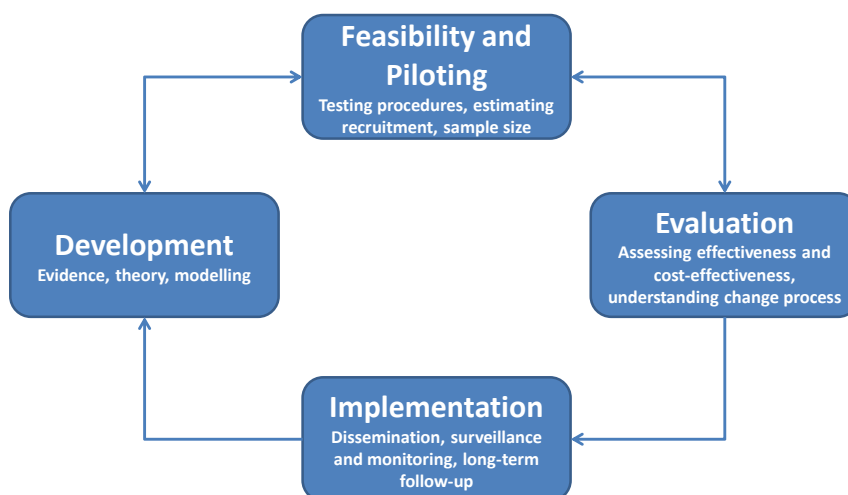 Feasibility and
Piloting
Testing procedures, estimating
recruitment, sample size
Development
Evidence, theory, modelling
Evaluation
Assessing effectiveness and
cost-effectiveness,
understanding change process
Implementation
Dissemination, surveillance
and monitoring, long-term
follow-up